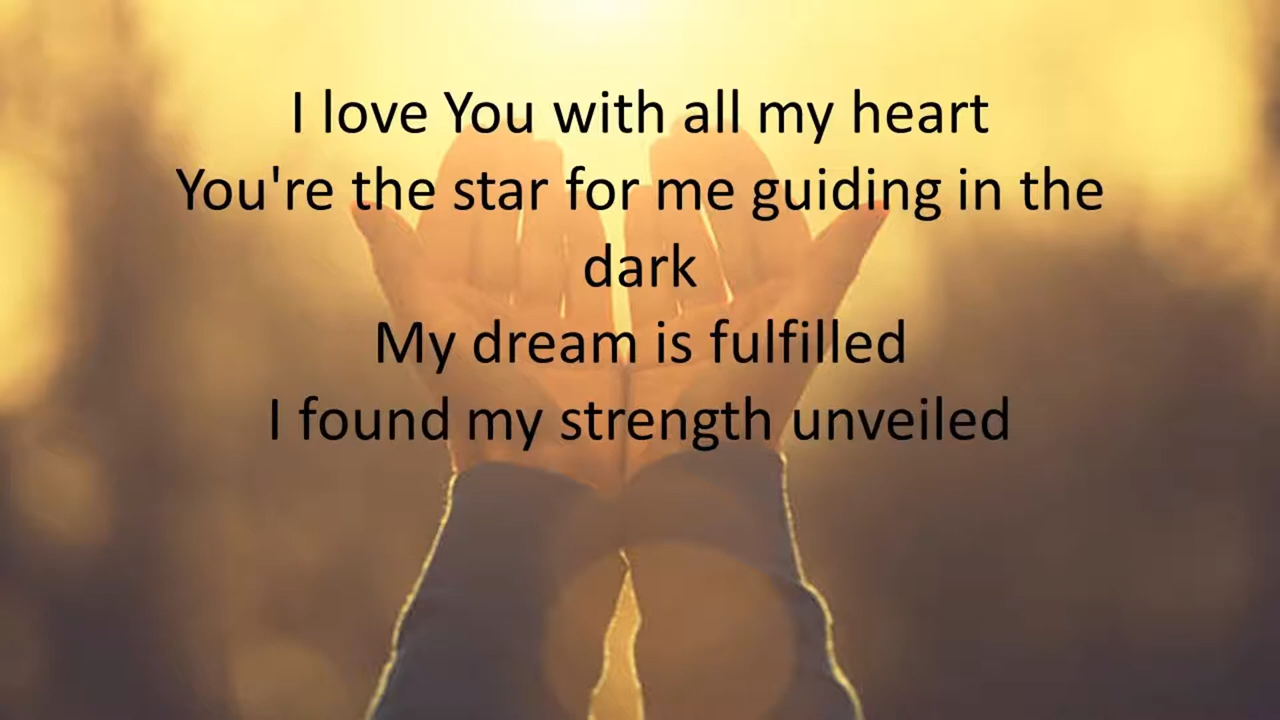 I love You with all my heart
You're the star for me guiding in the
dark
My dream is fulfilled
I found my strength unveiled